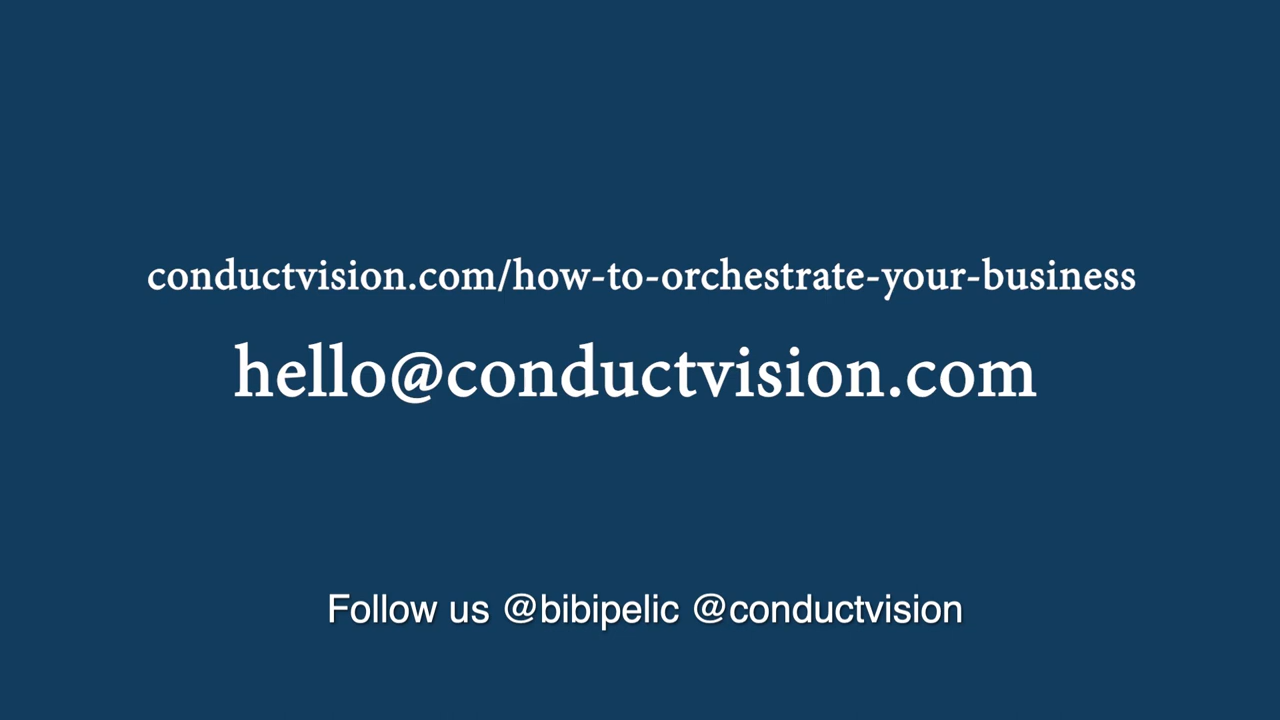 conductvision.com/how-to-orchestrate-your-business
hello@conductvision.com
Follow us @bibipelic @conductvision